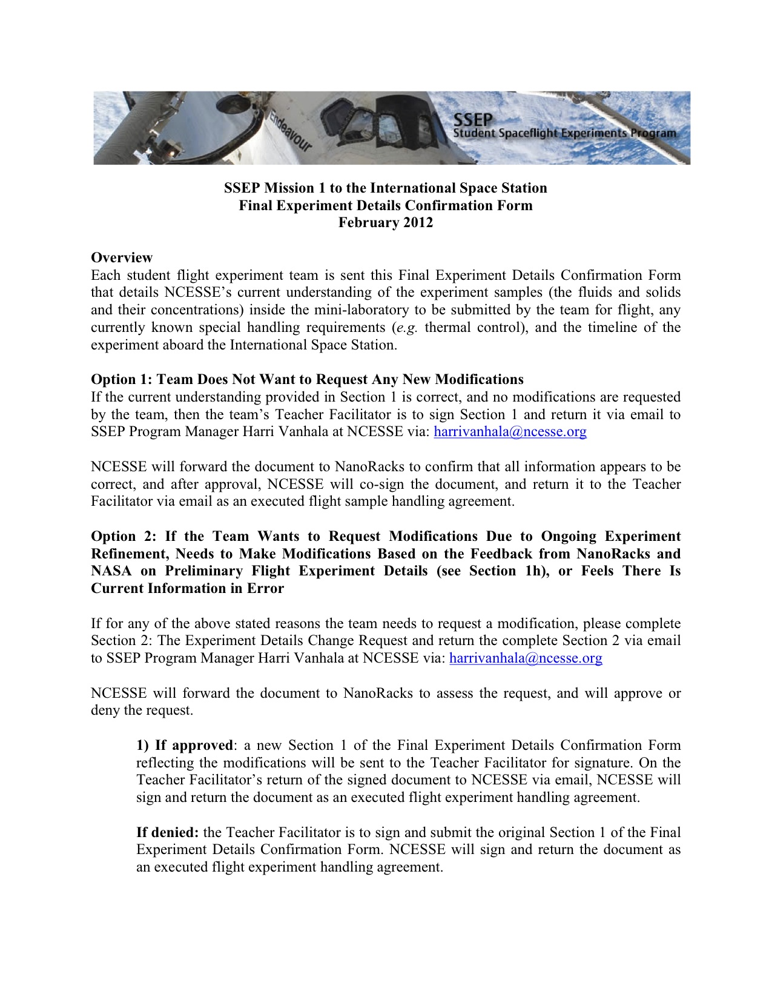 Endeavour
SSEP
Student Spaceflight Experiments Program
SSEP Mission 1 to the International Space Station
Final Experiment Details Confirmation Form
February 2012
Overview
Each student flight experiment team is sent this Final Experiment Details Confirmation Form
that details NCESSE’s current understanding of the experiment samples (the fluids and solids
and their concentrations) inside the mini-laboratory to be submitted by the team for flight, any
currently known special handling requirements (e.g. thermal control), and the timeline of the
experiment aboard the International Space Station.
Option 1: Team Does Not Want to Request Any New Modifications
If the current understanding provided in Section 1 is correct, and no modifications are requested
by the team, then the team’s Teacher Facilitator is to sign Section 1 and return it via email to
SSEP Program Manager Harri Vanhala at NCESSE via: harrivanhala@ncesse.org
NCESSE will forward the document to NanoRacks to confirm that all information appears to be
correct, and after approval, NCESSE will co-sign the document, and return it to the Teacher
Facilitator via email as an executed flight sample handling agreement.
Option 2: If the Team Wants to Request Modifications Due to Ongoing Experiment
Refinement, Needs to Make Modifications Based on the Feedback from NanoRacks and
NASA on Preliminary Flight Experiment Details (see Section 1h), or Feels There Is
Current Information in Error
If for any of the above stated reasons the team needs to request a modification, please complete
Section 2: The Experiment Details Change Request and return the complete Section 2 via email
to SSEP Program Manager Harri Vanhala at NCESSE via: harrivanhala@ncesse.org
NCESSE will forward the document to NanoRacks to assess the request, and will approve or
deny the request.
1) If approved: a new Section 1 of the Final Experiment Details Confirmation Form
reflecting the modifications will be sent to the Teacher Facilitator for signature. On the
Teacher Facilitator’s return of the signed document to NCESSE via email, NCESSE will
sign and return the document as an executed flight experiment handling agreement.
If denied: the Teacher Facilitator is to sign and submit the original Section 1 of the Final
Experiment Details Confirmation Form. NCESSE will sign and return the document as
an executed flight experiment handling agreement.